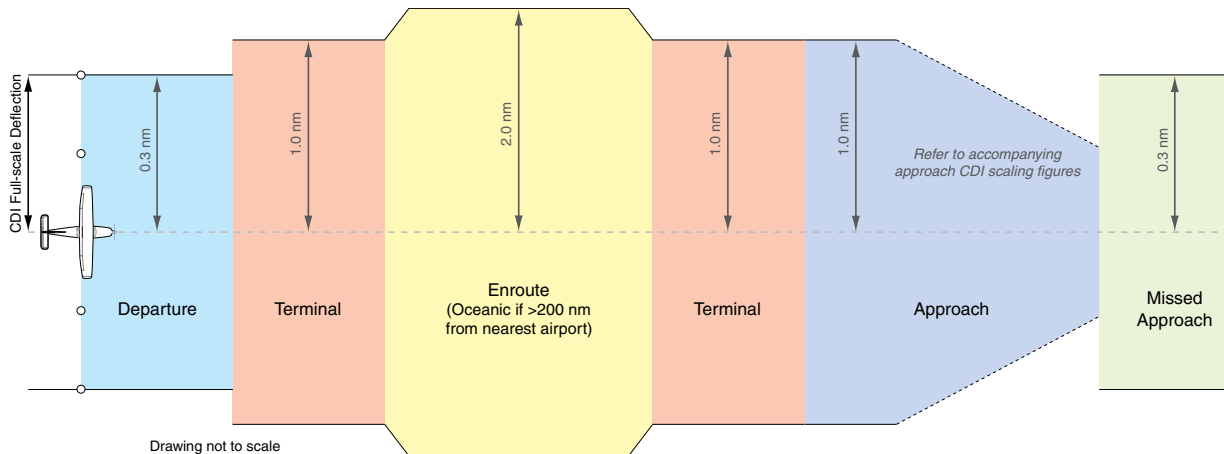 CDI Full-scale Deflection
0.3 nm
1.0 nm
2.0 nm
1.0 nm
1.0 nm
0.3 nm
Refer to accompanying
approach CDI scaling figures
Departure
Terminal
Enroute
(Oceanic if >200 nm
from nearest airport)
Terminal
Approach
Missed
Approach
Drawing not to scale